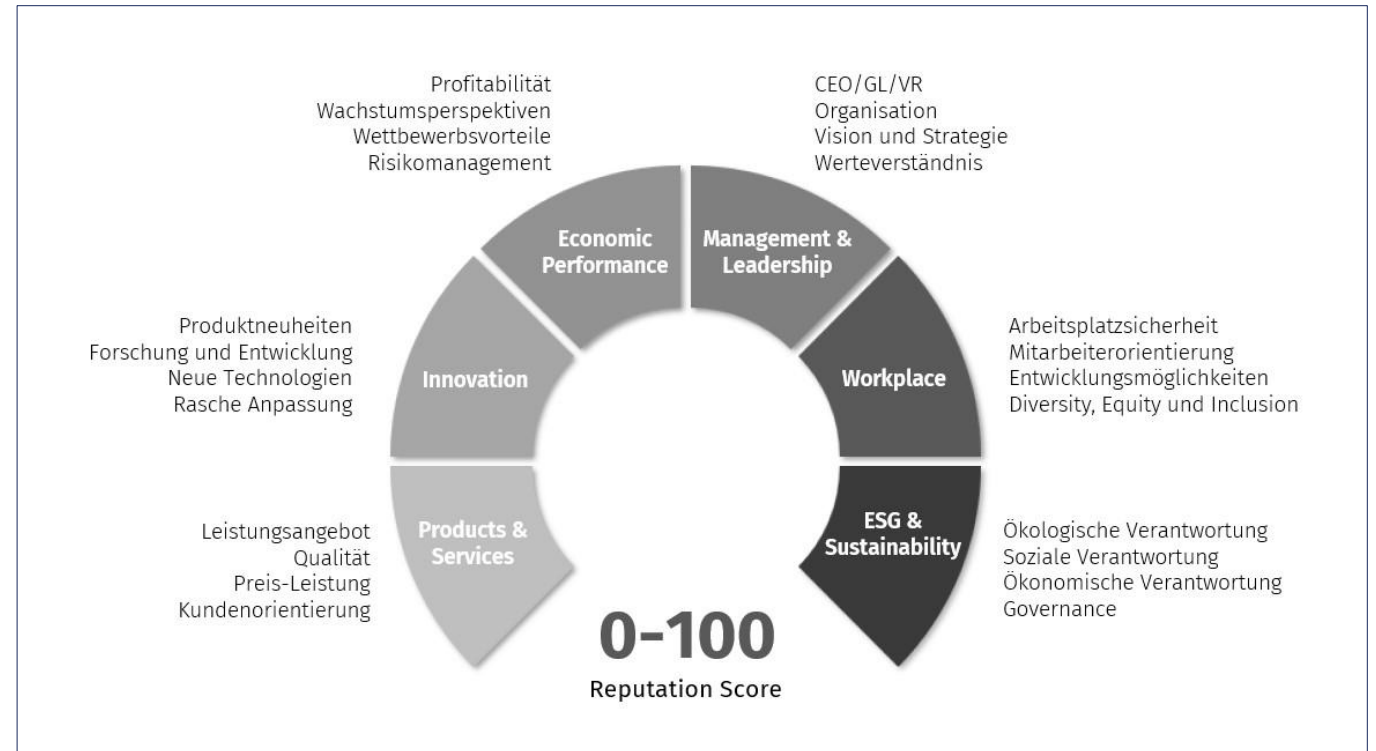 Profitabilität
Wachstumsperspektiven
Wettbewerbsvorteile
Risikomanagement
CEO/GL/VR
Organisation
Vision und Strategie
Werteverständnis
Economic
Performance
Management &
Leadership
Produktneuheiten
Forschung und Entwicklung
Neue Technologien
Rasche Anpassung
Innovation
Workplace
Arbeitsplatzsicherheit
Mitarbeiterorientierung
Entwicklungsmöglichkeiten
Diversity, Equity und Inclusion
Leistungsangebot
Qualität
Preis-Leistung
Kundenorientierung
Products &
Services
ESG &
Sustainability
Ökologische Verantwortung
Soziale Verantwortung
Ökonomische Verantwortung
Governance
0-100
Reputation Score